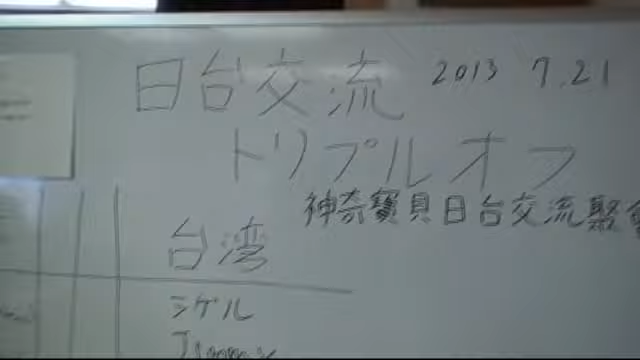 日台交流 2013 7.21
トリプルオフ
神奇寶貝日台交流聚會
台湾
シゲル